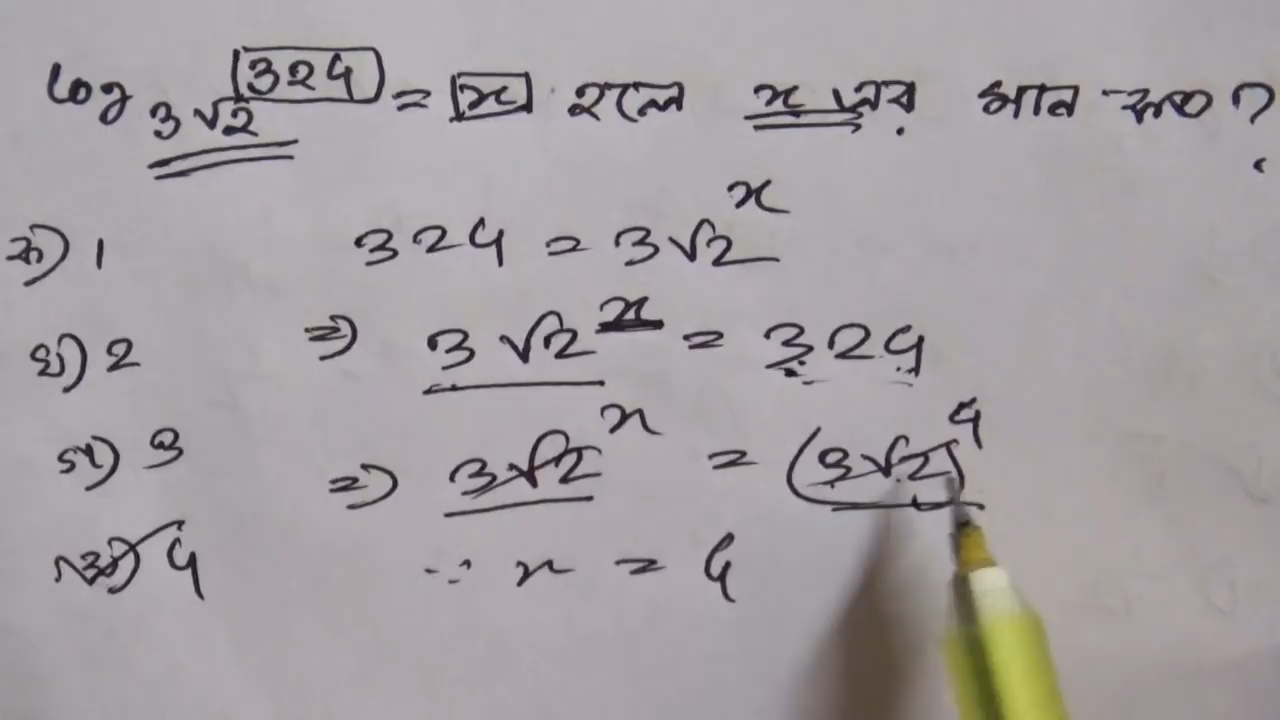 log 3√2 324 = x হলে x এর মান কত?
ক) 1
324 = 3√2^x
খ) 2
⇒ 3√2^x = 324
গ) 3
⇒ 3√2^x = (3√2)^4
ঘ) 4
∴ x = 4